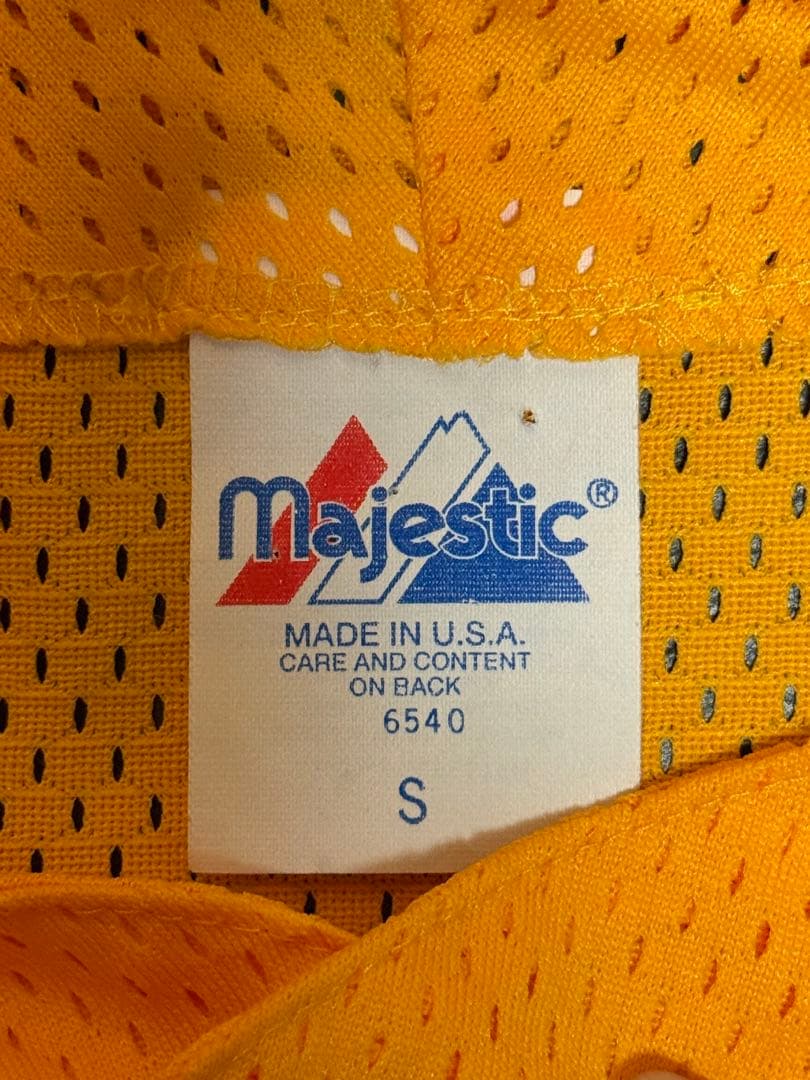 Majestic®
MADE IN U.S.A.
CARE AND CONTENT
ON BACK
6540
S